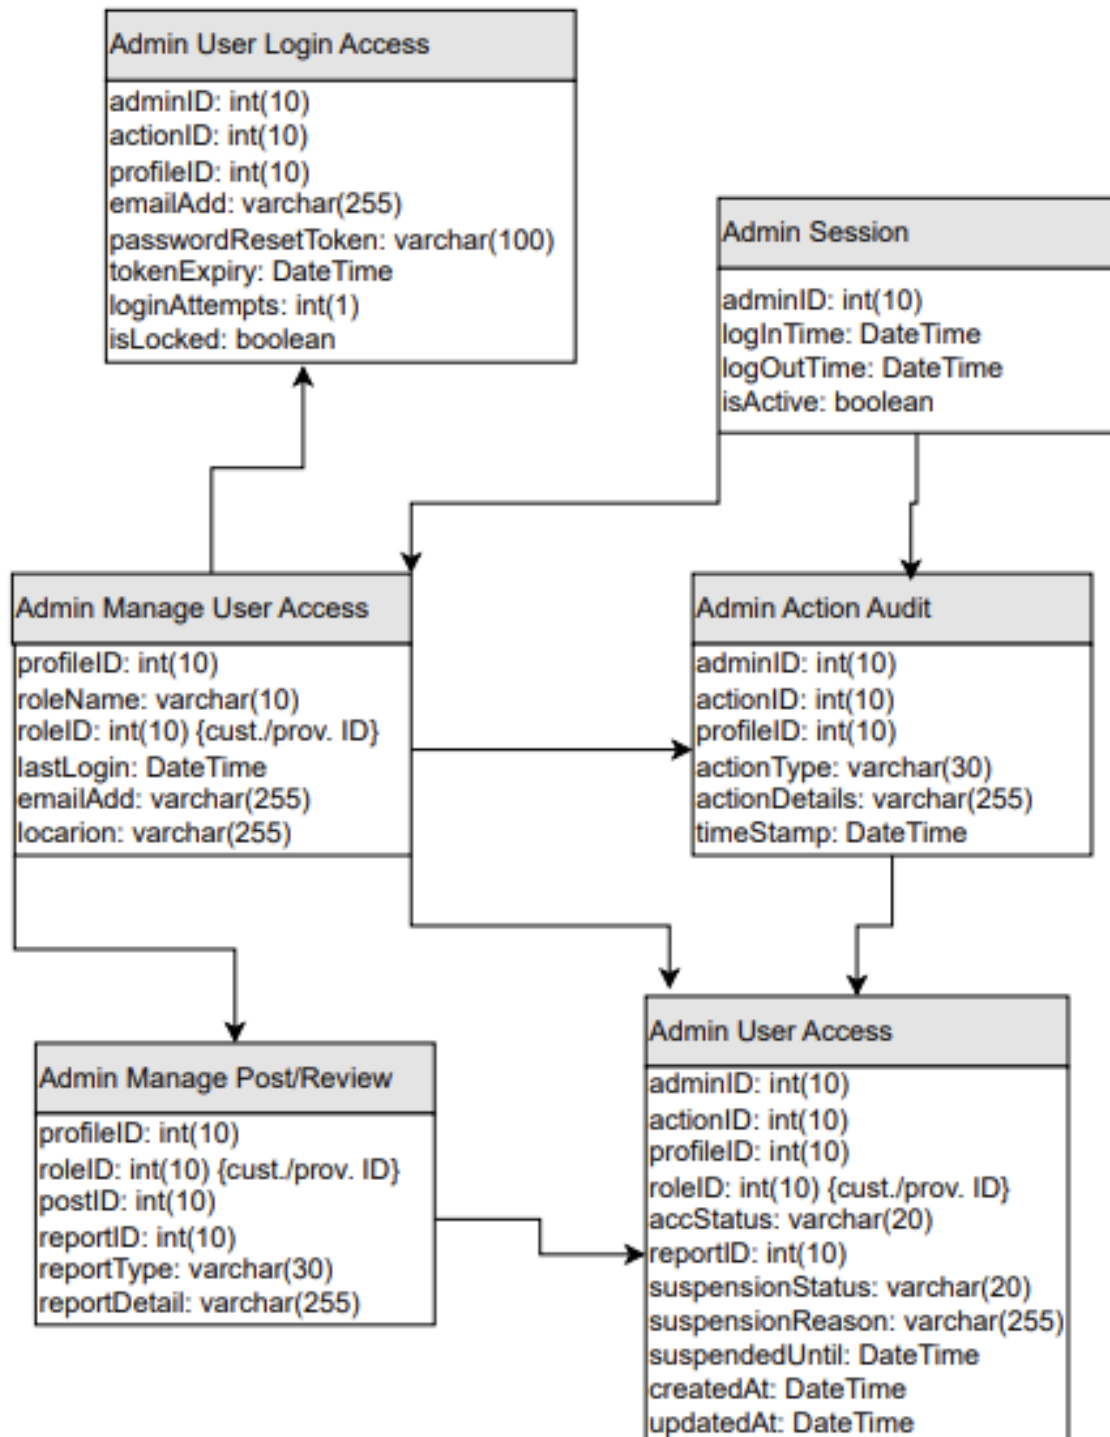 Admin User Login Access
adminID: int(10)
actionID: int(10)
profileID: int(10)
emailAdd: varchar(255)
passwordResetToken: varchar(100)
tokenExpiry: DateTime
loginAttempts: int(1)
isLocked: boolean
Admin Session
adminID: int(10)
logInTime: DateTime
logOutTime: DateTime
isActive: boolean
Admin Manage User Access
profileID: int(10)
roleName: varchar(10)
roleID: int(10) {cust./prov. ID}
lastLogin: DateTime
emailAdd: varchar(255)
locarion: varchar(255)
Admin Action Audit
adminID: int(10)
actionID: int(10)
profileID: int(10)
actionType: varchar(30)
actionDetails: varchar(255)
timeStamp: DateTime
Admin Manage Post/Review
profileID: int(10)
roleID: int(10) {cust./prov. ID}
postID: int(10)
reportID: int(10)
reportType: varchar(30)
reportDetail: varchar(255)
Admin User Access
adminID: int(10)
actionID: int(10)
profileID: int(10)
roleID: int(10) {cust./prov. ID}
accStatus: varchar(20)
reportID: int(10)
suspensionStatus: varchar(20)
suspensionReason: varchar(255)
suspendedUntil: DateTime
createdAt: DateTime
updatedAt: DateTime